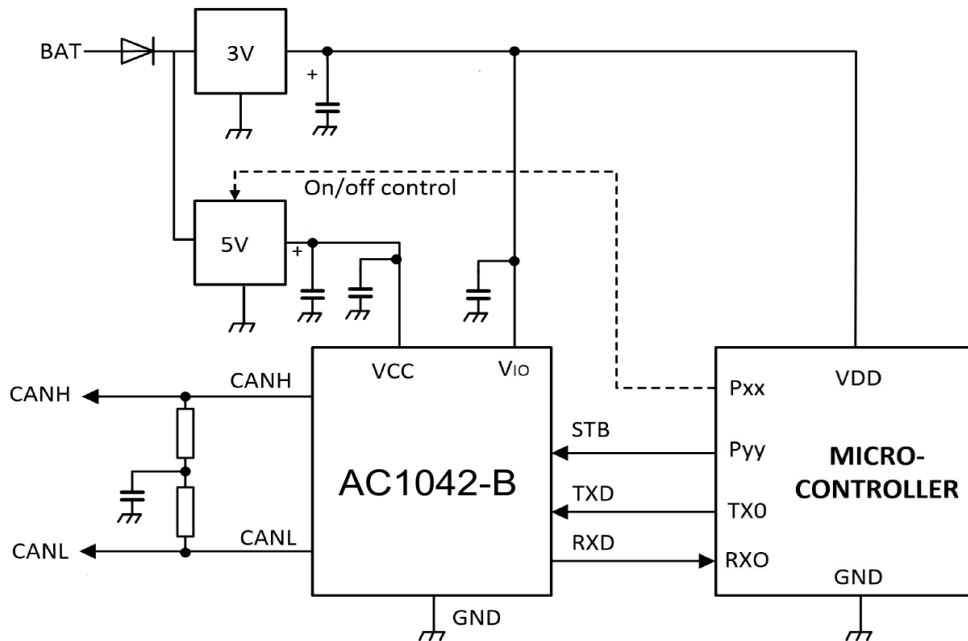 BAT
3V
+
On/off control
5V
+
VCC
VIO
VDD
CANH
CANH
Pxx
STB
Pyy
MICRO-
CONTROLLER
AC1042-B
TXD
TX0
RXD
RXO
CANL
CANL
GND
GND